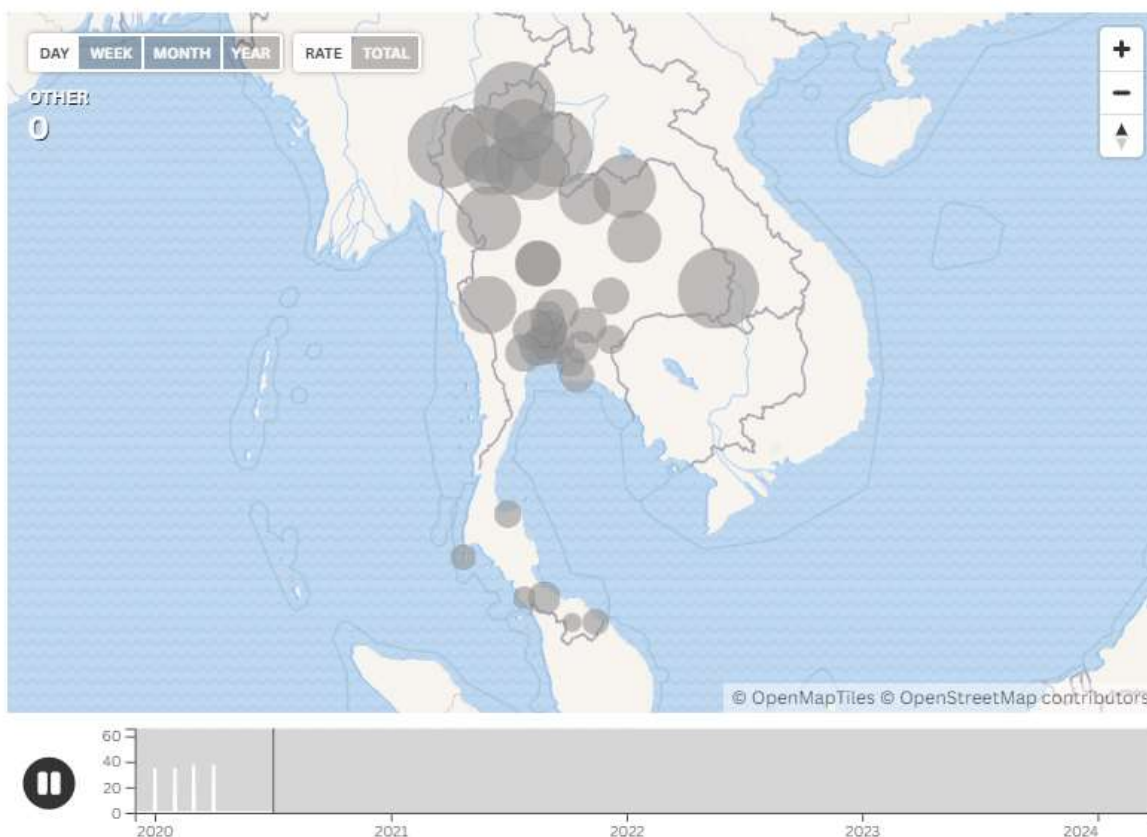 DAY WEEK MONTH YEAR RATE TOTAL
OTHER
0
+
−
© OpenMapTiles © OpenStreetMap contributors
60
40
20
0
2020 2021 2022 2023 2024